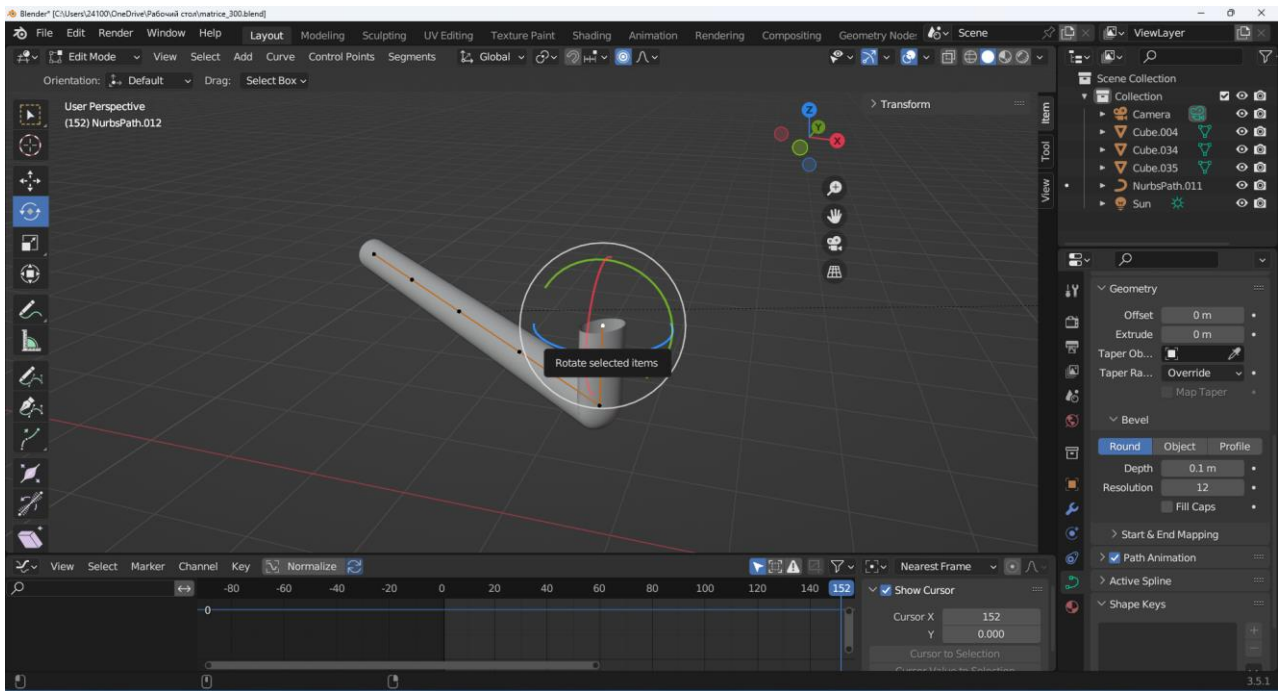 Blender* [C:\Users\24100\OneDrive\Рабочий стол\matrice_300.blend]
File Edit Render Window Help Layout Modeling Sculpting UV Editing Texture Paint Shading Animation Rendering Compositing Geometry Node Scene ViewLayer
Edit Mode View Select Add Curve Control Points Segments Global
Orientation: Default Drag: Select Box
User Perspective
(152) NurbsPath.012
Z
Y
X
Transform
Item
Tool
View
Rotate selected items
Scene Collection
Collection
Camera
Cube.004
Cube.034
Cube.035
NurbsPath.011
Sun
Geometry
Offset 0 m
Extrude 0 m
Taper Ob...
Taper Ra... Override
Map Taper
Bevel
Round Object Profile
Depth 0.1 m
Resolution 12
Fill Caps
Start & End Mapping
Path Animation
Active Spline
Shape Keys
View Select Marker Channel Key Normalize Nearest Frame
-80 -60 -40 -20 0 20 40 60 80 100 120 140 152
0
Show Cursor
Cursor X 152
Y 0.000
Cursor to Selection
Cursor Value to Selection
3.5.1